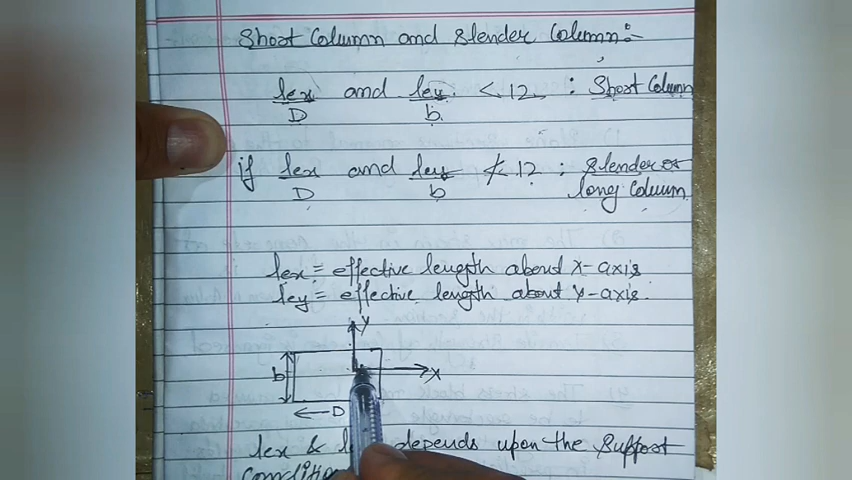 Short Column and Slender Column:-
lex/D and ley/b < 12 : Short Column
if lex/D and ley/b ≮ 12 : Slender or
long Column
lex = effective length about x-axis
ley = effective length about y-axis.
y
b
x
D
lex & depends upon the Support
Condition